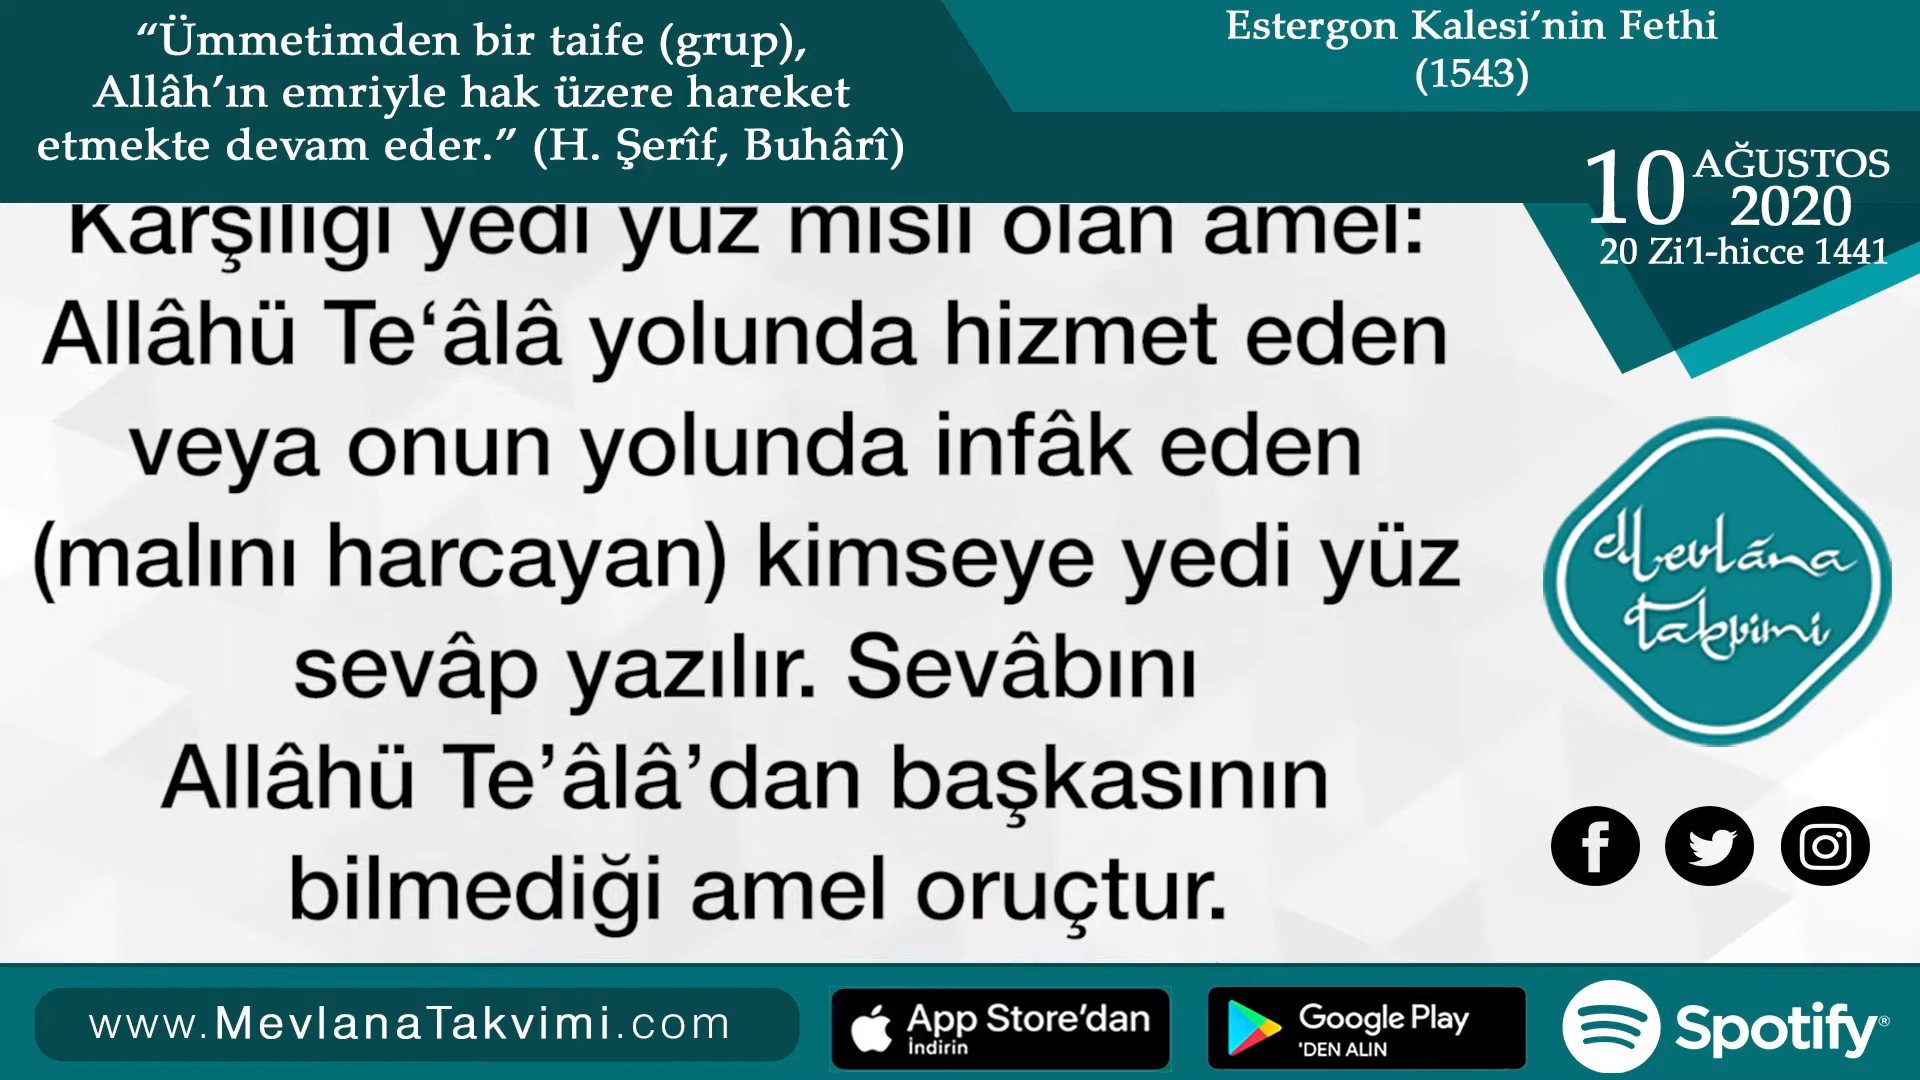 “Ümmetimden bir taife (grup),
Allâh’ın emriyle hak üzere hareket
etmekte devam eder.” (H. Şerîf, Buhârî)
Estergon Kalesi’nin Fethi
(1543)
10 AĞUSTOS
2020
20 Zi’l-hicce 1441
Karşılığı yedi yüz misli olan amel:
Allâhü Te‘âlâ yolunda hizmet eden
veya onun yolunda infâk eden
(malını harcayan) kimseye yedi yüz
sevâp yazılır. Sevâbını
Allâhü Te’âlâ’dan başkasının
bilmediği amel oruçtur.
Mevlâna
Takvimi
www.MevlanaTakvimi.com
App Store’dan
İndirin
Google Play
'DEN ALIN
Spotify®